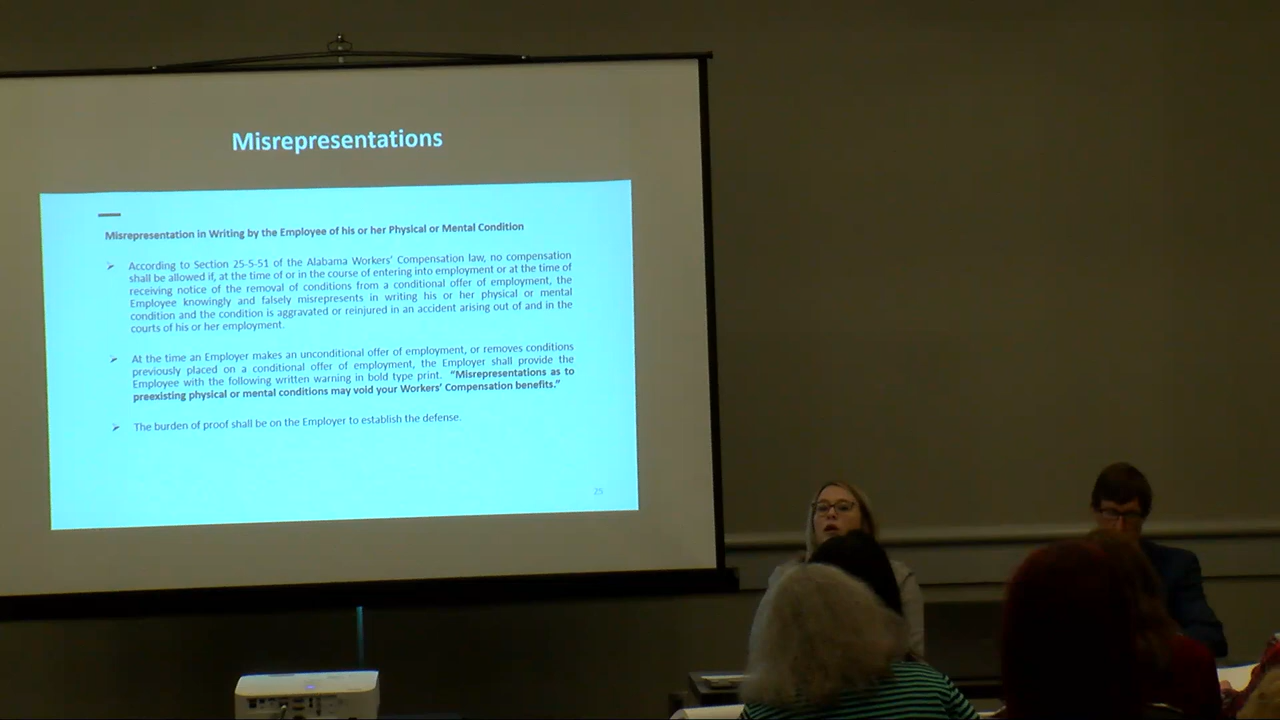 Misrepresentations
Misrepresentation in Writing by the Employee of his or her Physical or Mental Condition
➢ According to Section 25-5-51 of the Alabama Workers' Compensation law, no compensation
shall be allowed if, at the time of or in the course of entering into employment or at the time of
receiving notice of the removal of conditions from a conditional offer of employment, the
Employee knowingly and falsely misrepresents in writing his or her physical or mental
condition and the condition is aggravated or reinjured in an accident arising out of and in the
courts of his or her employment.
➢ At the time an Employer makes an unconditional offer of employment, or removes conditions
previously placed on a conditional offer of employment, the Employer shall provide the
Employee with the following written warning in bold type print. "Misrepresentations as to
preexisting physical or mental conditions may void your Workers' Compensation benefits."
➢ The burden of proof shall be on the Employer to establish the defense.
25